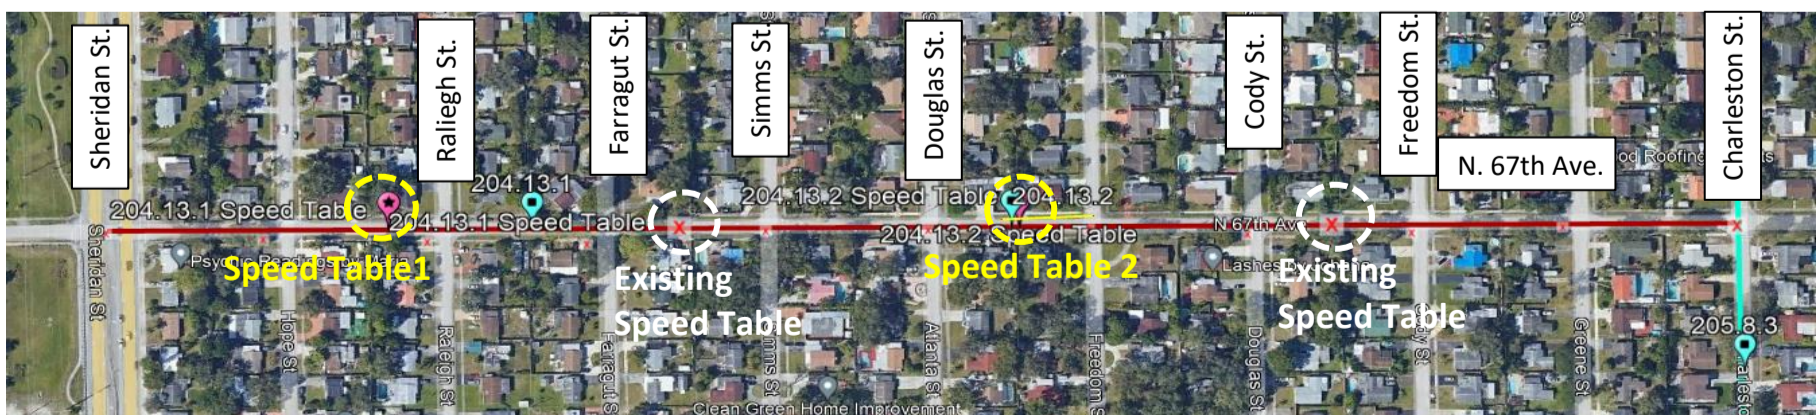 Sheridan St.
Raliegh St.
Farragut St.
Simms St.
Douglas St.
Cody St.
Freedom St.
Charleston St.
N. 67th Ave.
204.13.1
204.13.1 Speed Table
204.13.1 Speed Table
204.13.2 Speed Table
204.13.2
204.13.2 Speed Table
N 67th Ave
Speed Table1
Existing
Speed Table
Speed Table 2
Existing
Speed Table
205.8.3
Sheridan St
Hope St
Raleigh St
Farragut S
Simms St
Atlanta St
Freedom S
Douglas St
Cody St
Greene St
Clean Green Home Improvement